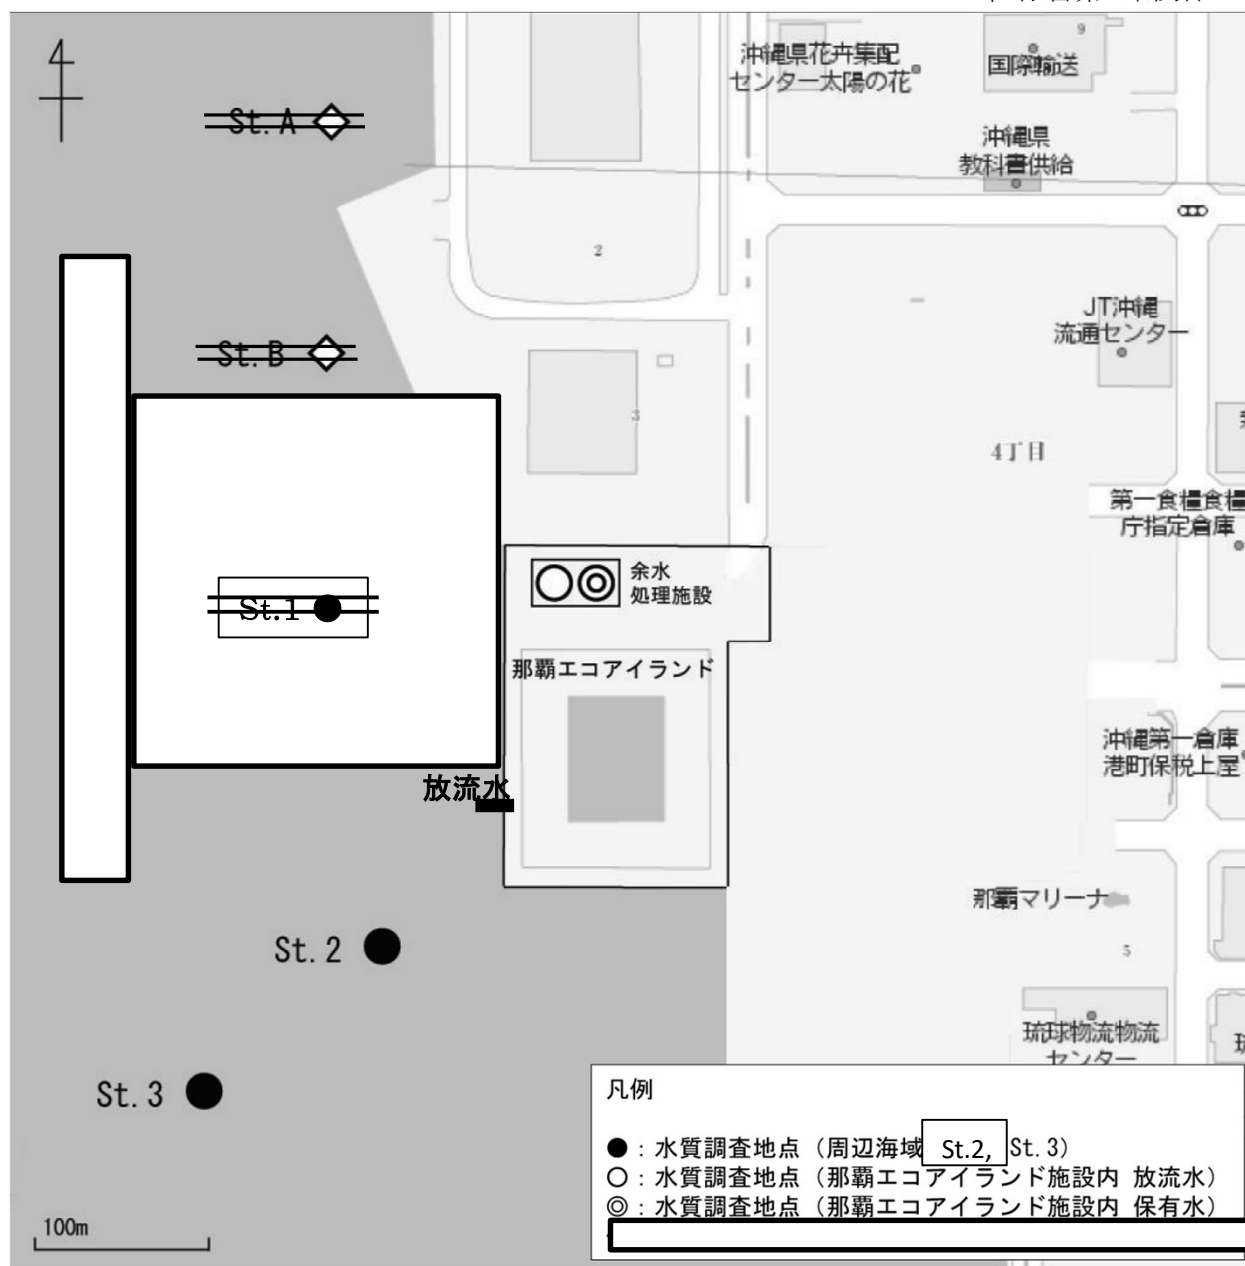 沖縄県花卉集配
センター太陽の花
9
国際輸送
St. A
沖縄県
教科書供給
2
JT沖縄
流通センター
St. B
3
4丁目
第一食糧食糧
庁指定倉庫
余水
処理施設
St.1
那覇エコアイランド
沖縄第一倉庫
港町保税上屋
放流水
那覇マリーナ
5
St. 2
琉球物流物流
センター
St. 3
凡例
● : 水質調査地点（周辺海域 St.2, St. 3）
○ : 水質調査地点（那覇エコアイランド施設内 放流水）
◎ : 水質調査地点（那覇エコアイランド施設内 保有水）
100m